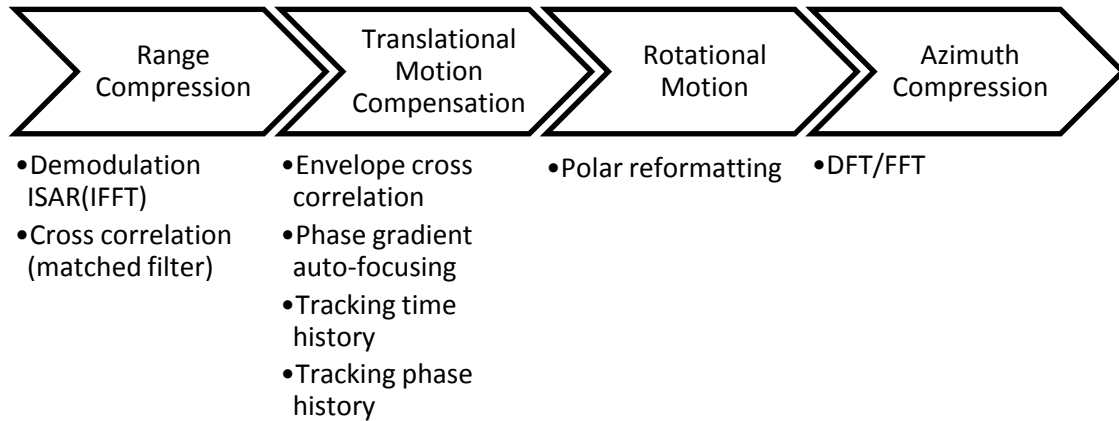 Range
Compression
Translational
Motion
Compensation
Rotational
Motion
Azimuth
Compression
•Demodulation
ISAR(IFFT)
•Cross correlation
(matched filter)
•Envelope cross
correlation
•Phase gradient
auto-focusing
•Tracking time
history
•Tracking phase
history
•Polar reformatting
•DFT/FFT